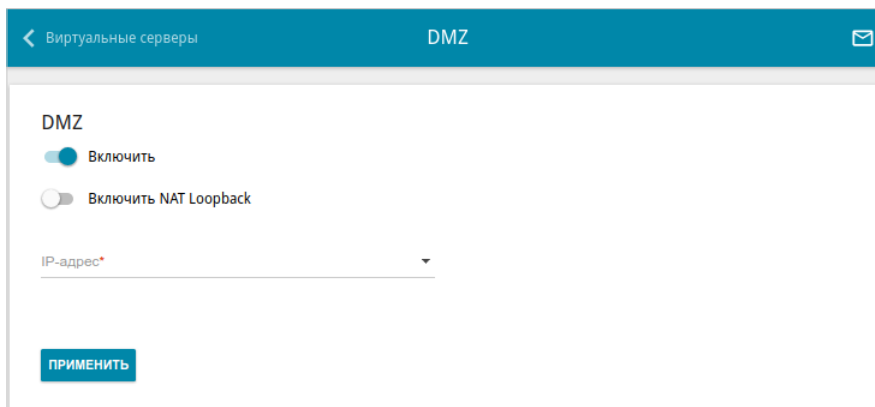 Виртуальные серверы
DMZ
DMZ
Включить
Включить NAT Loopback
IP-адрес*
ПРИМЕНИТЬ